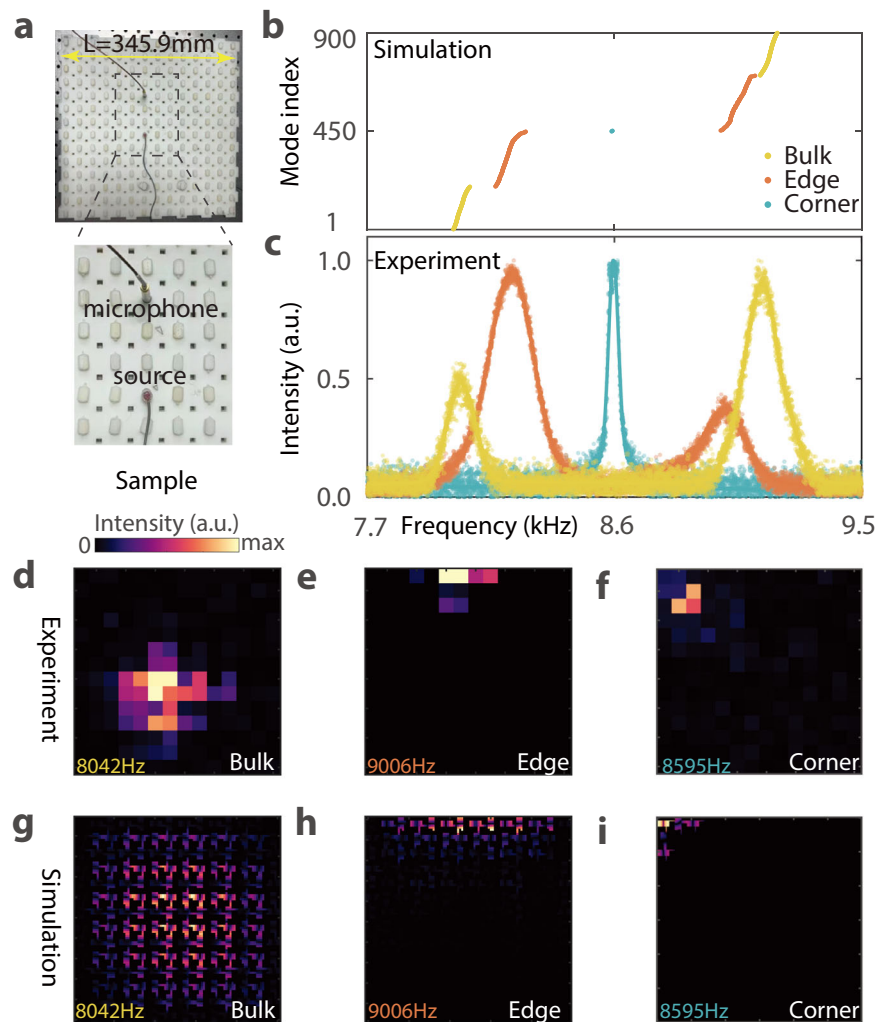 a
L=345.9mm
microphone
source
Sample
b
Simulation
900
450
1
Mode index
Bulk
Edge
Corner
c
Experiment
1.0
0.5
0.0
Intensity (a.u.)
7.7
Frequency (kHz)
8.6
9.5
Intensity (a.u.)
0
max
d
e
f
Experiment
8042Hz
Bulk
9006Hz
Edge
8595Hz
Corner
g
h
i
Simulation
8042Hz
Bulk
9006Hz
Edge
8595Hz
Corner